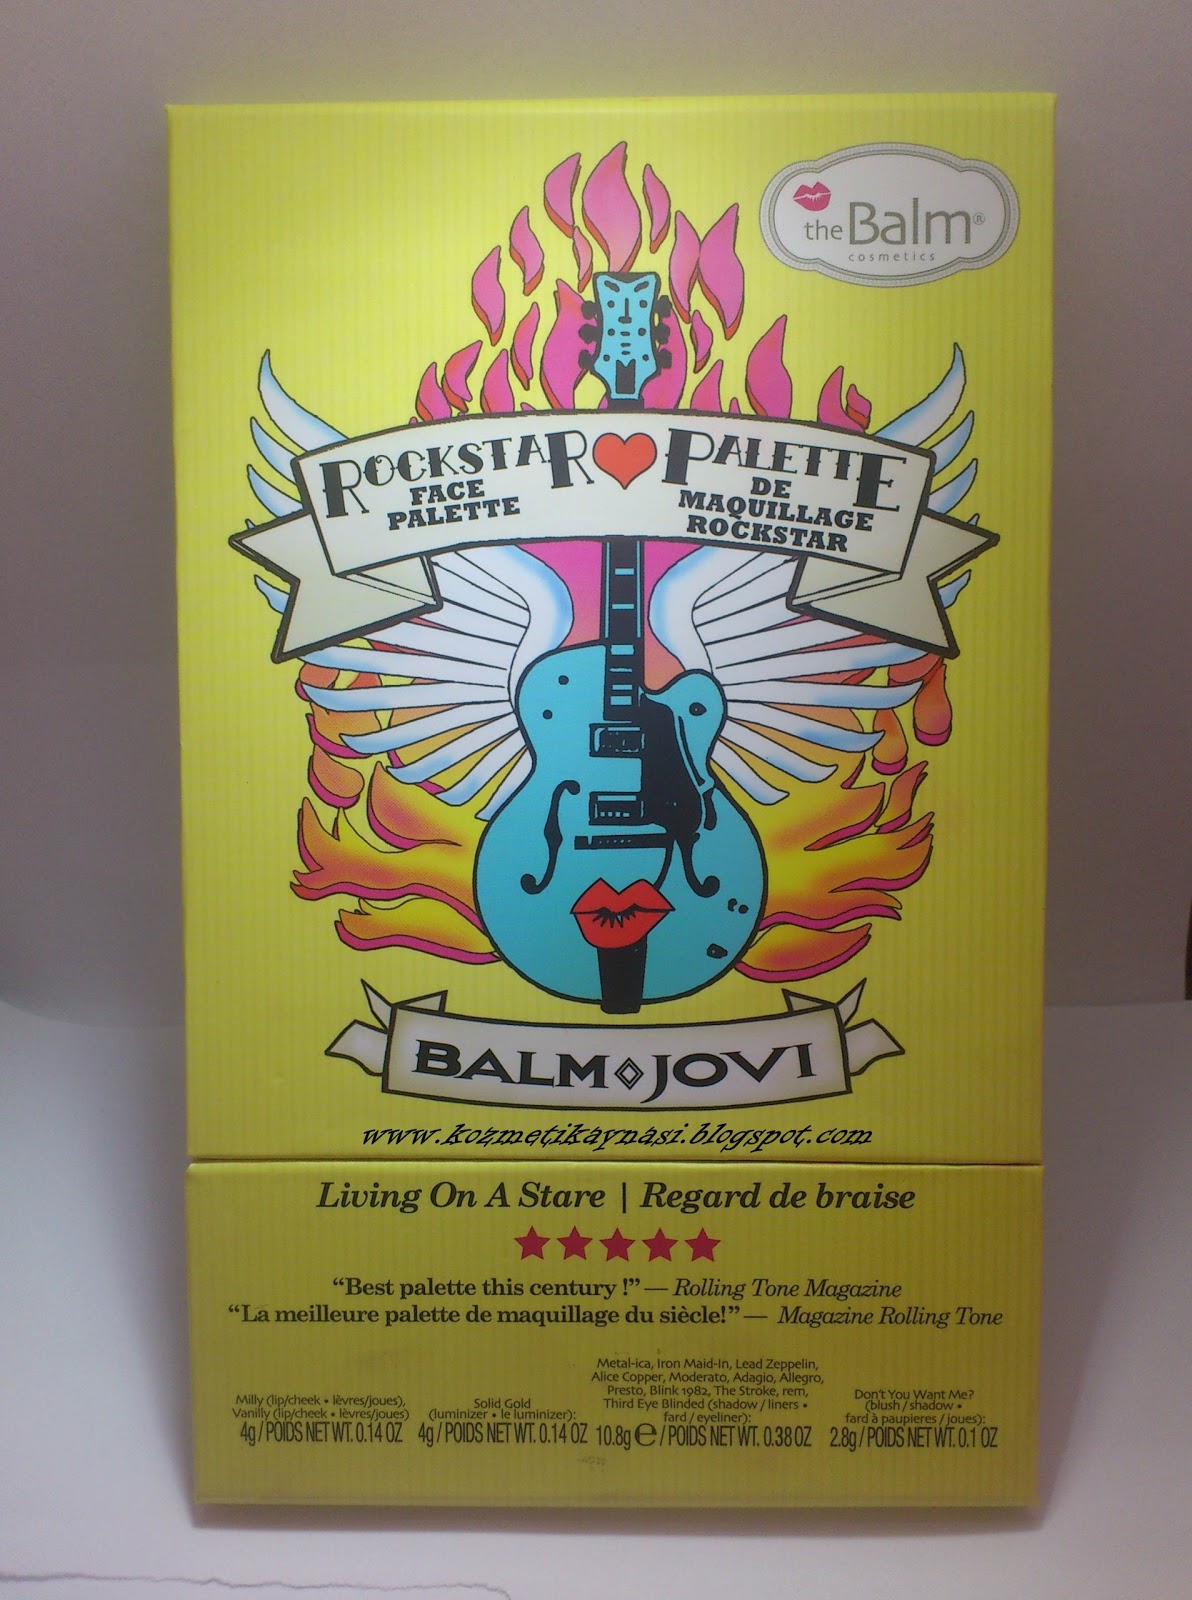 the Balm®
cosmetics
ROCKSTAR PALETTE
FACE
PALETTE
DE
MAQUILLAGE
ROCKSTAR
BALM JOVI
www.kozmetikaynasi.blogspot.com
Living On A Stare | Regard de braise
“Best palette this century !” — Rolling Tone Magazine
“La meilleure palette de maquillage du siècle!” — Magazine Rolling Tone
Milly (lip/cheek • lèvres/joues),
Vanilly (lip/cheek • lèvres/joues)
4g / POIDS NET WT. 0.14 OZ
Solid Gold
(luminizer • le luminizer):
4g / POIDS NET WT. 0.14 OZ
Metal-ica, Iron Maid-In, Lead Zeppelin,
Alice Copper, Moderato, Adagio, Allegro,
Presto, Blink 1982, The Stroke, rem,
Third Eye Blinded (shadow / liners •
fard / eyeliner):
10.8g e / POIDS NET WT. 0.38 OZ
Don't You Want Me?
(blush / shadow •
fard à paupieres / joues):
2.8g / POIDS NET WT. 0.1 OZ